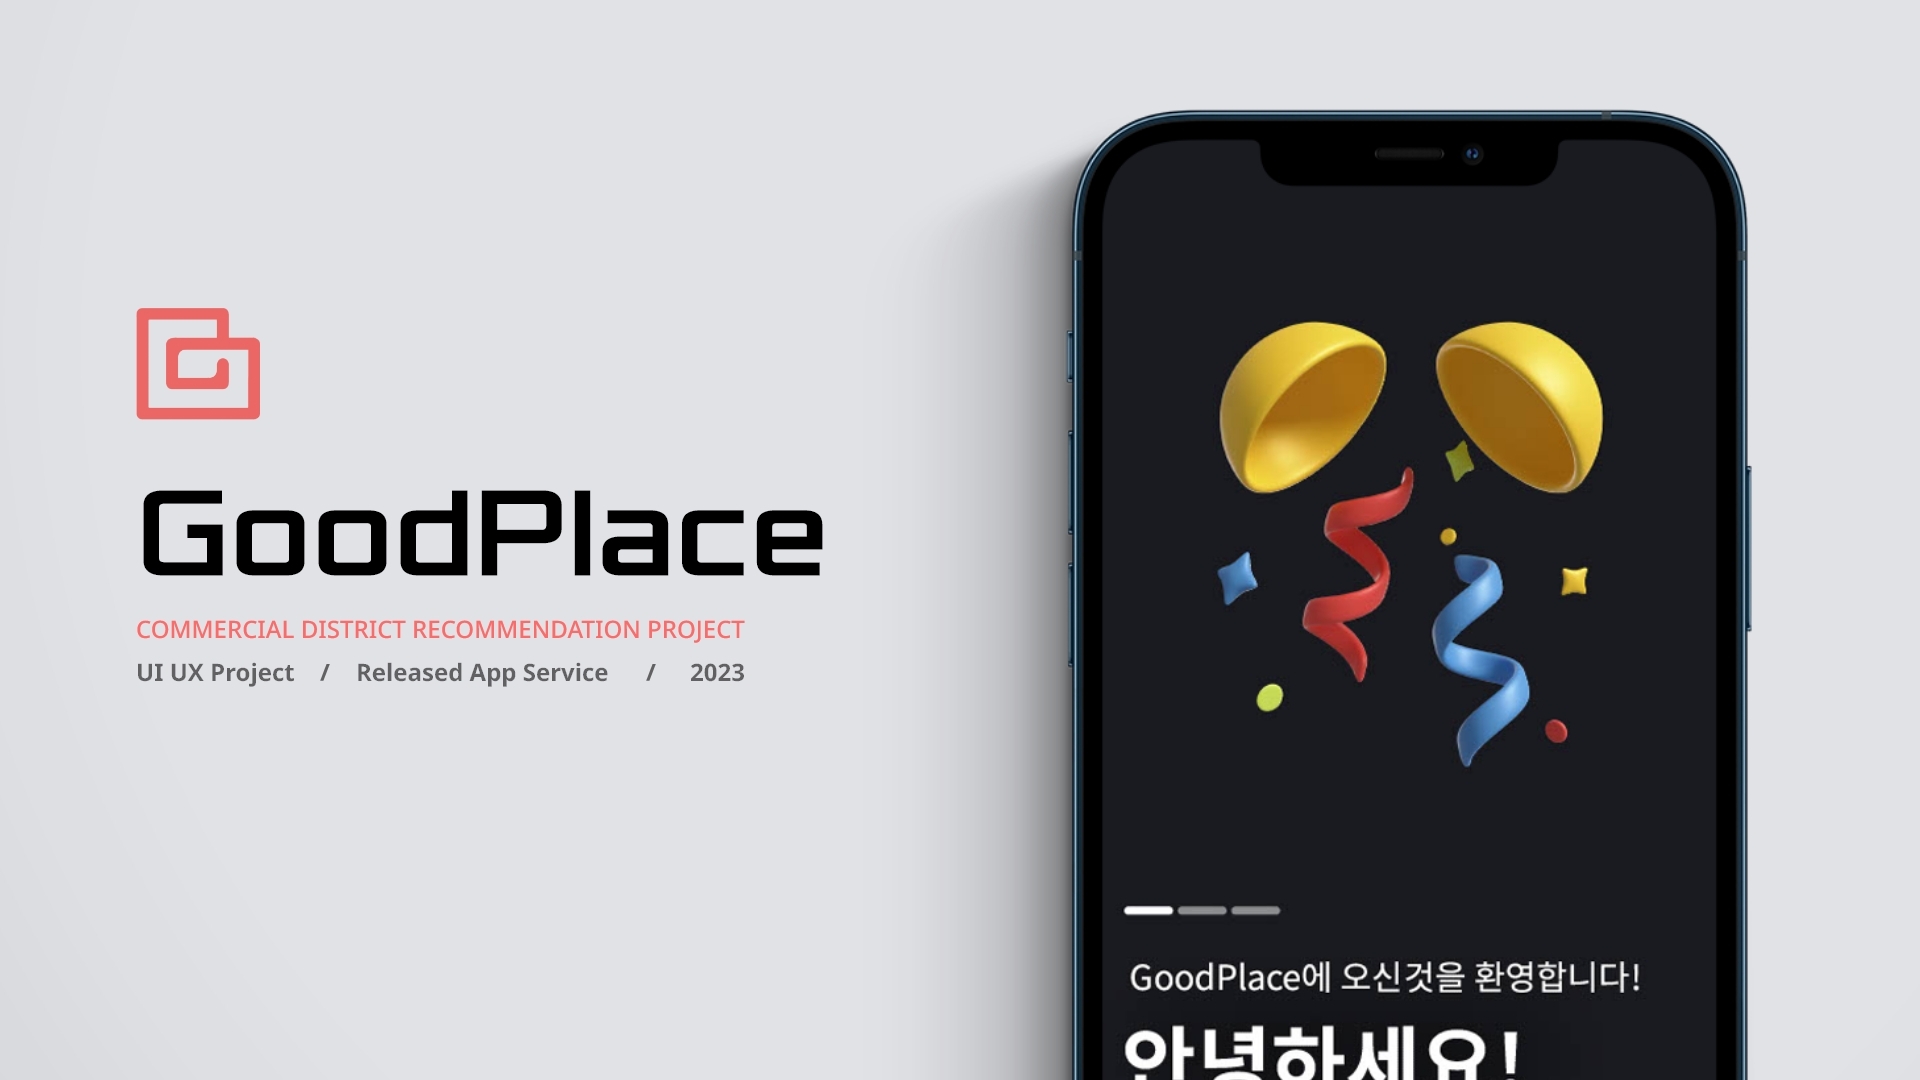 GoodPlace
COMMERCIAL DISTRICT RECOMMENDATION PROJECT
UI UX Project / Released App Service / 2023
GoodPlace에 오신것을 환영합니다!
안녕하세요!